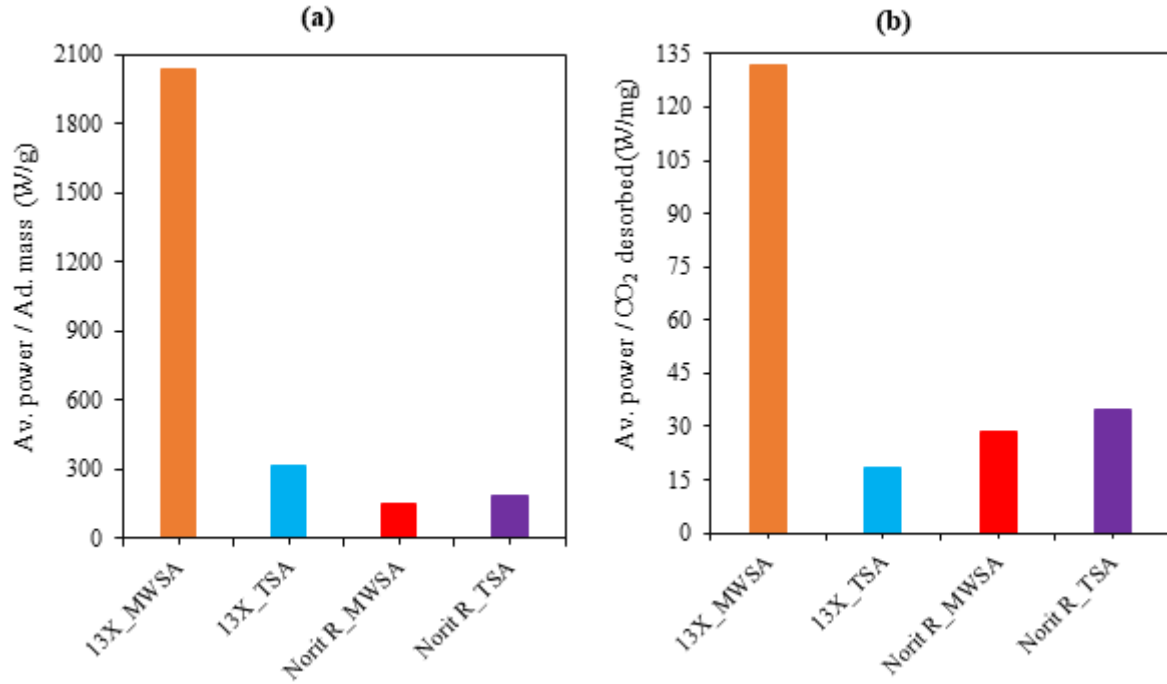 (a)
Av. power / Ad. mass (W/g)
2100
1800
1500
1200
900
600
300
0
13X_MWSA
13X_TSA
Norit R_MWSA
Norit R_TSA
(b)
Av. power / CO₂ desorbed (W/mg)
135
120
105
90
75
60
45
30
15
0
13X_MWSA
13X_TSA
Norit R_MWSA
Norit R_TSA